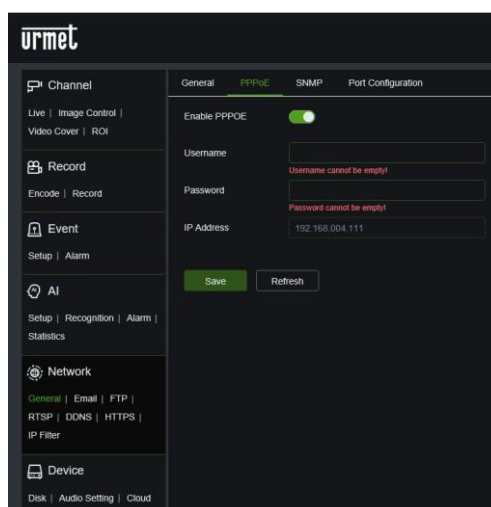 urmet
Channel
Live | Image Control |
Video Cover | ROI
Record
Encode | Record
Event
Setup | Alarm
AI
Setup | Recognition | Alarm |
Statistics
Network
General | Email | FTP |
RTSP | DDNS | HTTPS |
IP Filter
Device
Disk | Audio Setting | Cloud
General PPPoE SNMP Port Configuration
Enable PPPOE
Username
Username cannot be empty!
Password
Password cannot be empty!
IP Address 192.168.004.111
Save Refresh